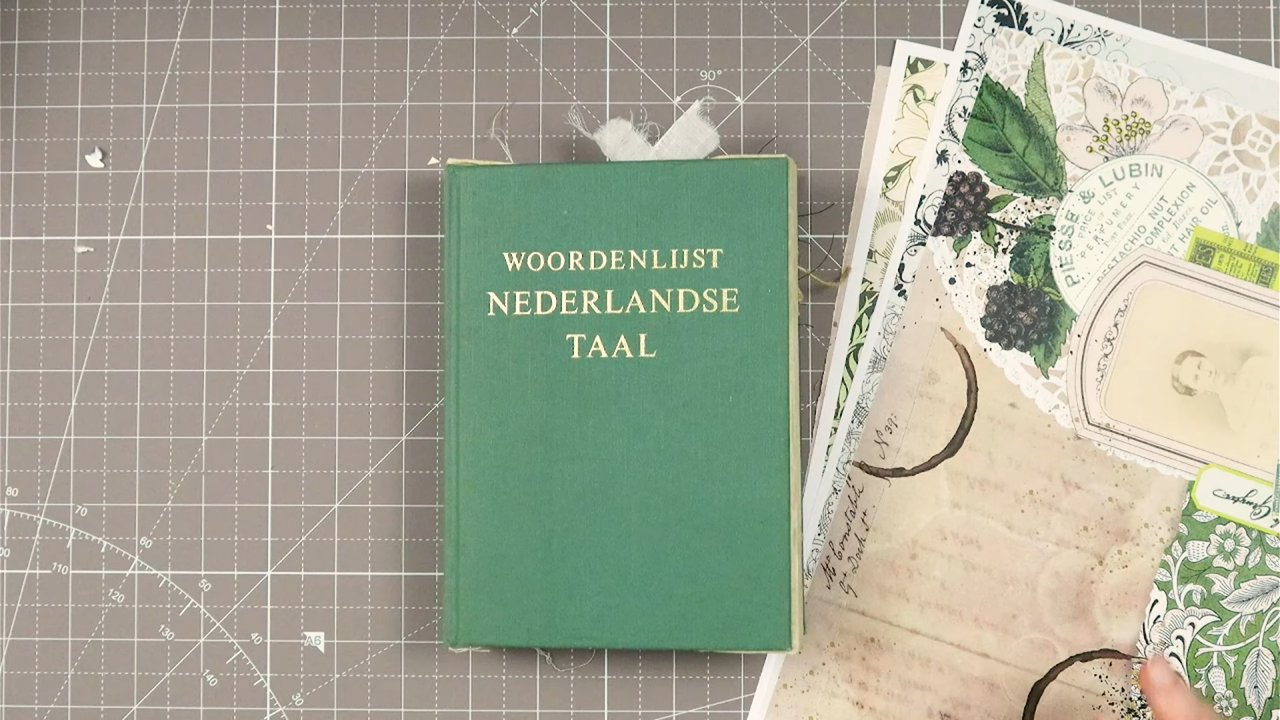 WOORDENLIJST
NEDERLANDSE
TAAL
90°
PIESSE & LUBIN
PRICE LIST
PERFUMERY
PISTACHIO NUT
COMPLEXION
HAIR OIL
N° 39
80
70
60
50
40
30
110
120
130
140
A6